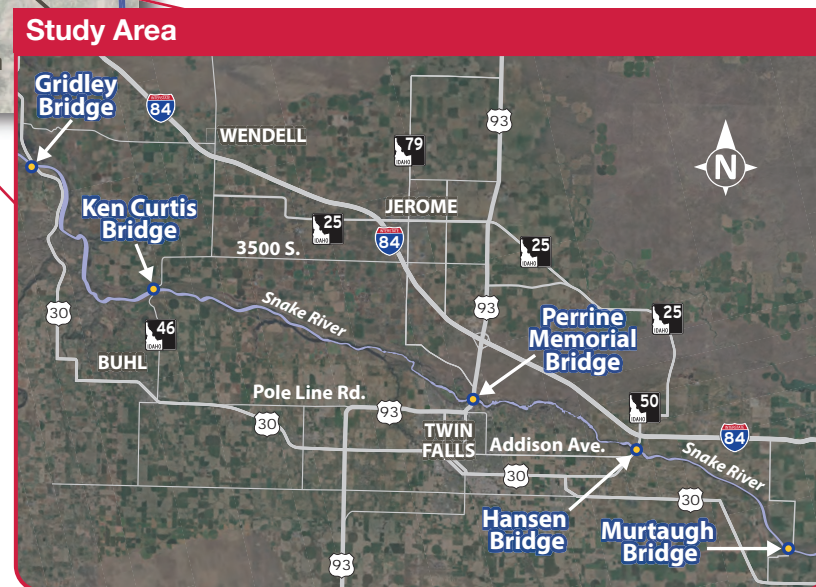 Study Area
Gridley
Bridge
INTERSTATE
84
WENDELL
93
79
IDAHO
N
Ken Curtis
Bridge
JEROME
25
IDAHO
84
25
IDAHO
3500 S.
30
46
IDAHO
Snake River
93
Perrine
Memorial
Bridge
25
IDAHO
BUHL
Pole Line Rd.
93
30
50
IDAHO
TWIN
FALLS
Addison Ave.
84
Snake River
30
30
Hansen
Bridge
Murtaugh
Bridge
93